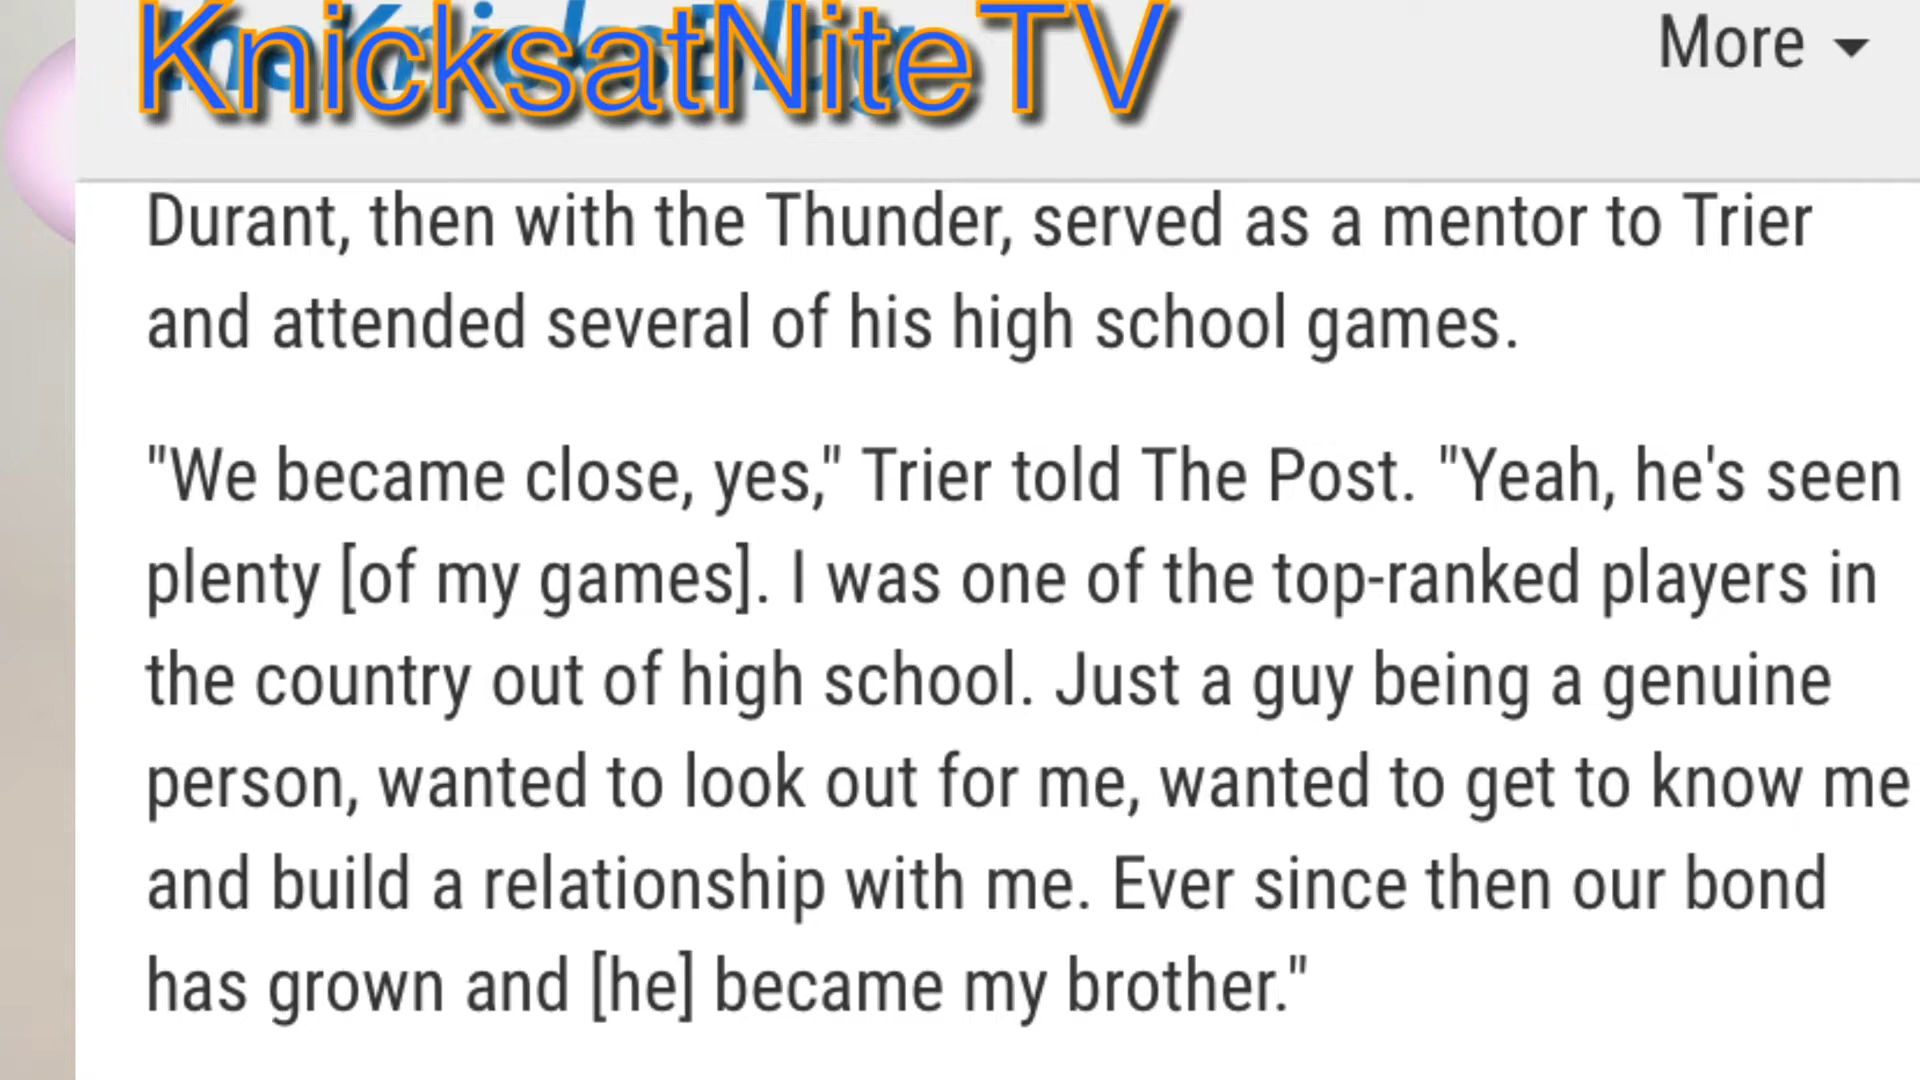 KnicksatNiteTV
More
Durant, then with the Thunder, served as a mentor to Trier
and attended several of his high school games.
"We became close, yes," Trier told The Post. "Yeah, he's seen
plenty [of my games]. I was one of the top-ranked players in
the country out of high school. Just a guy being a genuine
person, wanted to look out for me, wanted to get to know me
and build a relationship with me. Ever since then our bond
has grown and [he] became my brother."